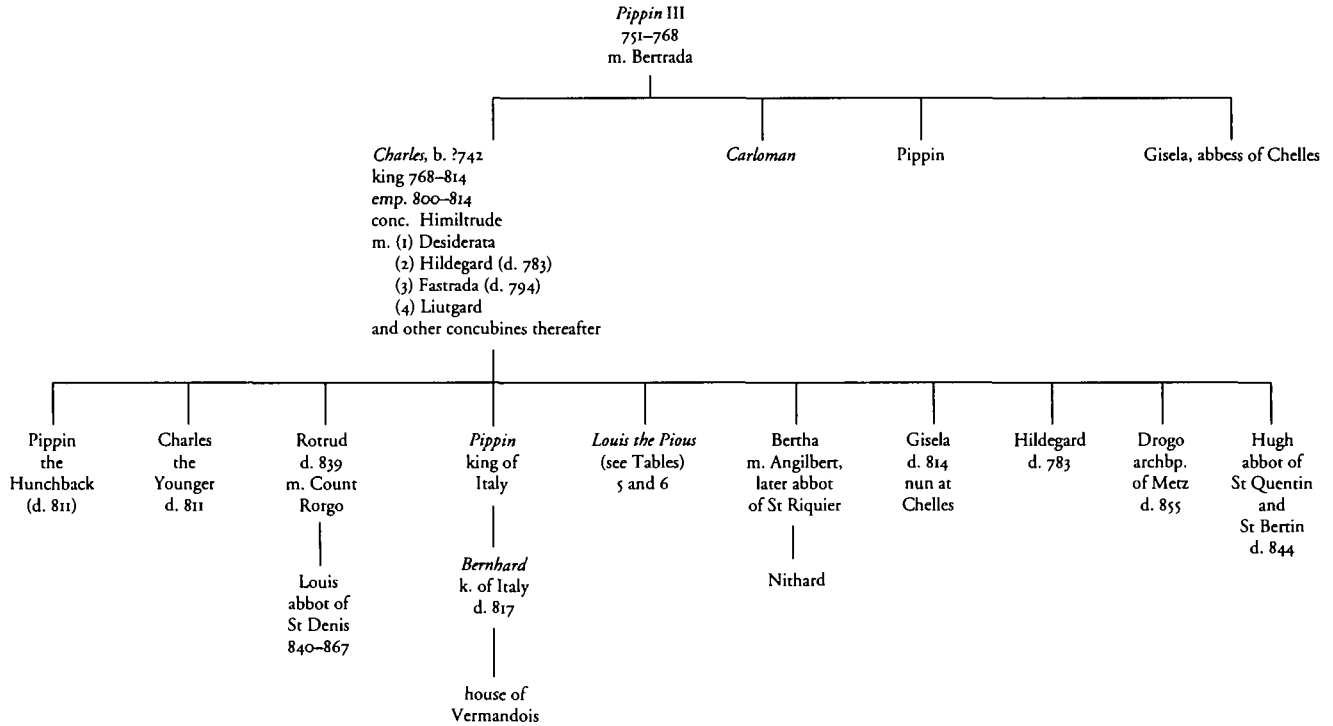 Pippin III
751–768
m. Bertrada
Charles, b. ?742
king 768–814
emp. 800–814
conc. Himiltrude
m. (1) Desiderata
(2) Hildegard (d. 783)
(3) Fastrada (d. 794)
(4) Liutgard
and other concubines thereafter
Carloman
Pippin
Gisela, abbess of Chelles
Pippin
the
Hunchback
(d. 811)
Charles
the
Younger
d. 811
Rotrud
d. 839
m. Count
Rorgo
Pippin
king of
Italy
Louis the Pious
(see Tables)
5 and 6
Bertha
m. Angilbert,
later abbot
of St Riquier
Gisela
d. 814
nun at
Chelles
Hildegard
d. 783
Drogo
archbp.
of Metz
d. 855
Hugh
abbot of
St Quentin
and
St Bertin
d. 844
Louis
abbot of
St Denis
840–867
Bernhard
k. of Italy
d. 817
Nithard
house of
Vermandois